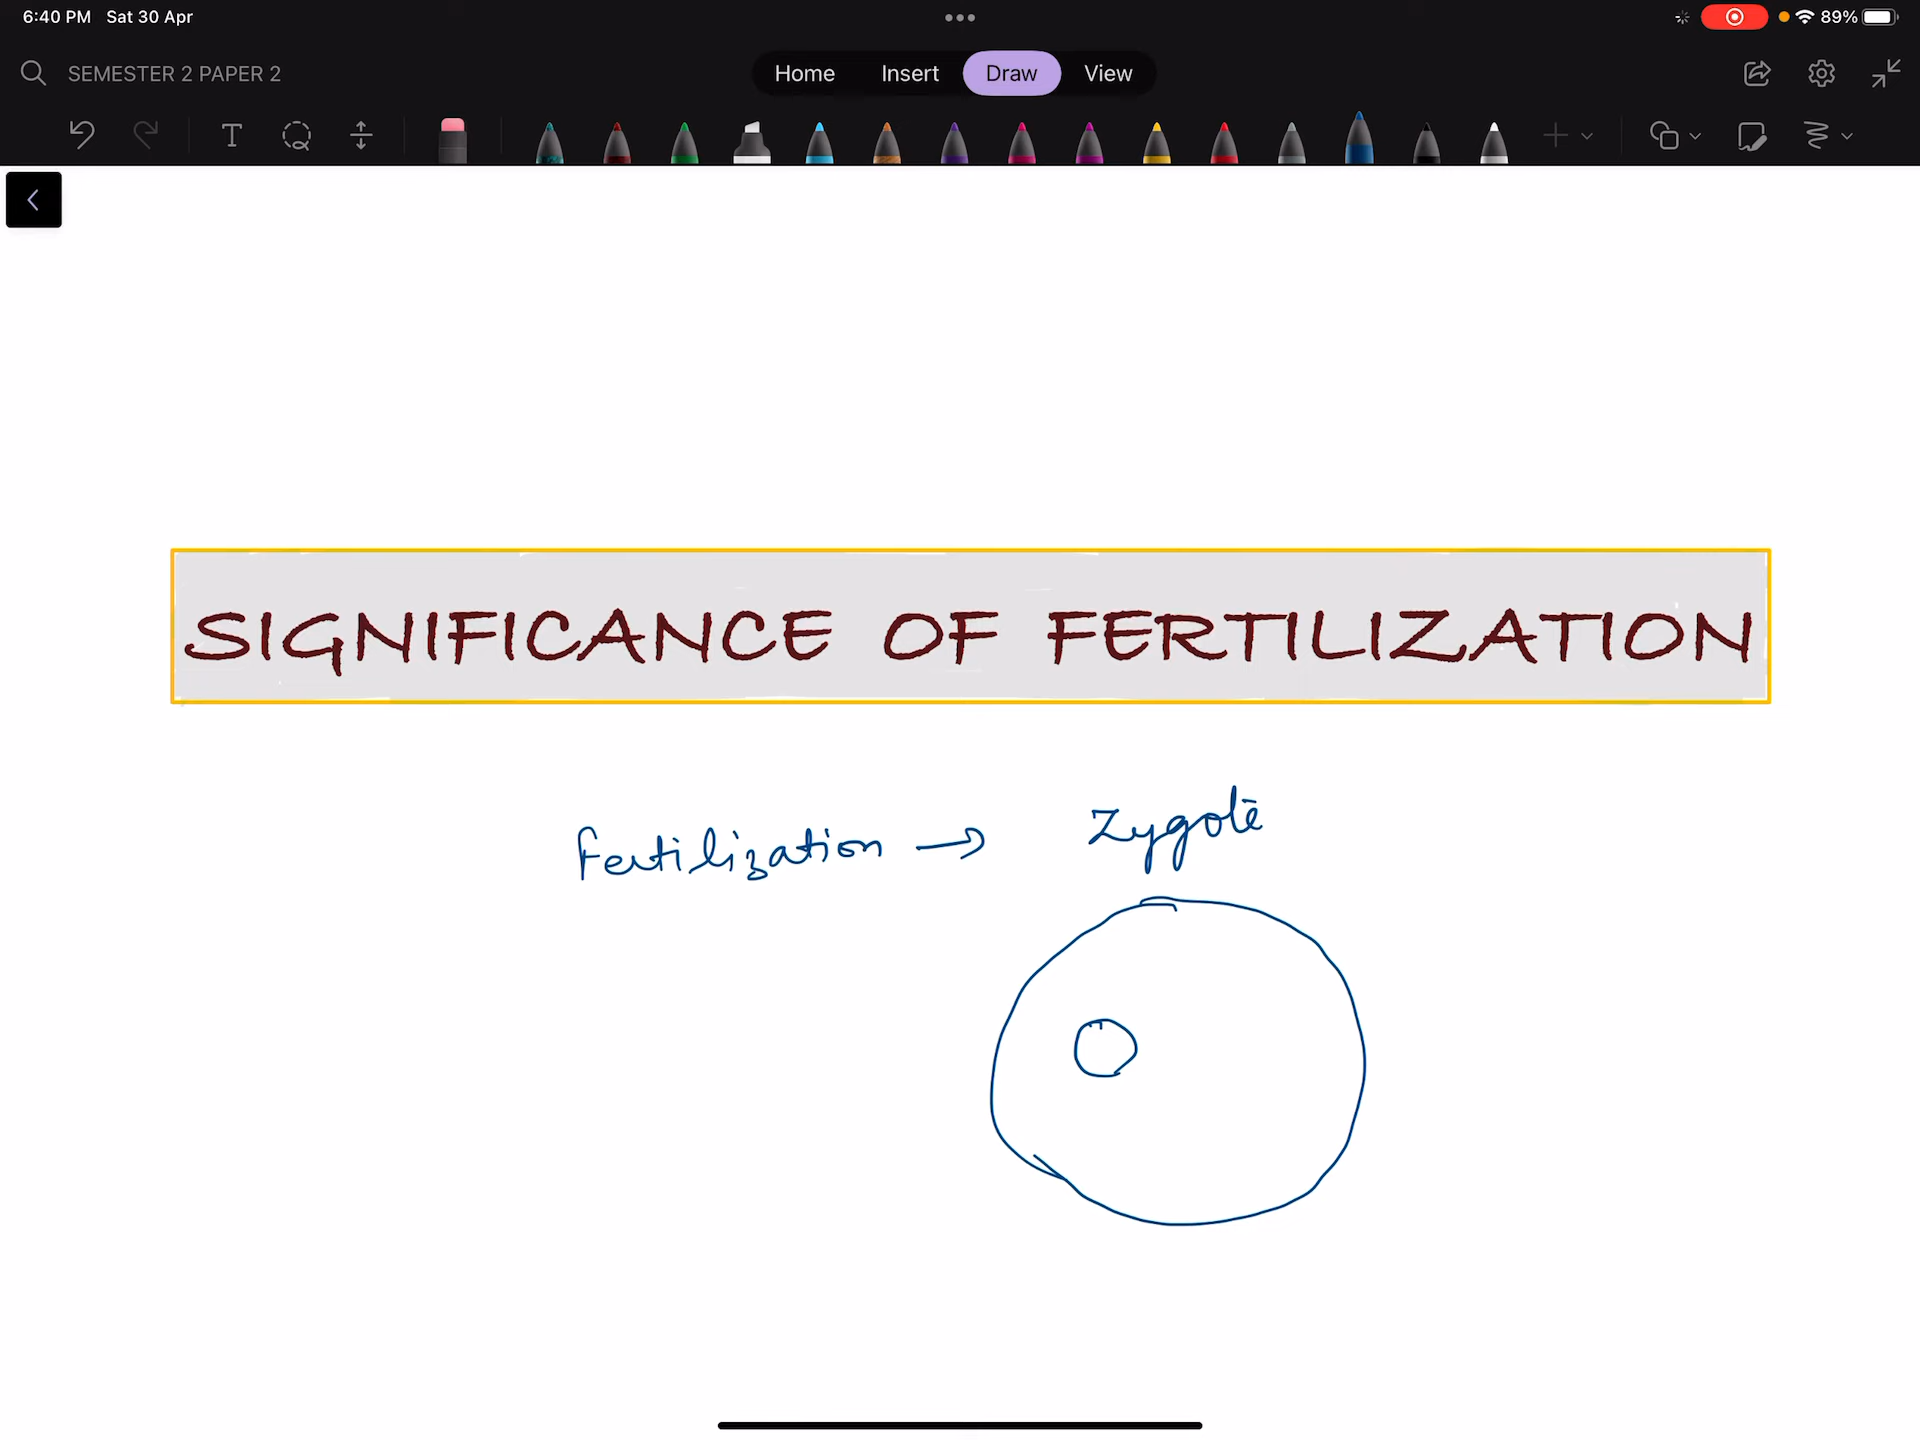 6:40 PM Sat 30 Apr
89%
SEMESTER 2 PAPER 2
Home Insert Draw View
T
SIGNIFICANCE OF FERTILIZATION
Fertilization → Zygote